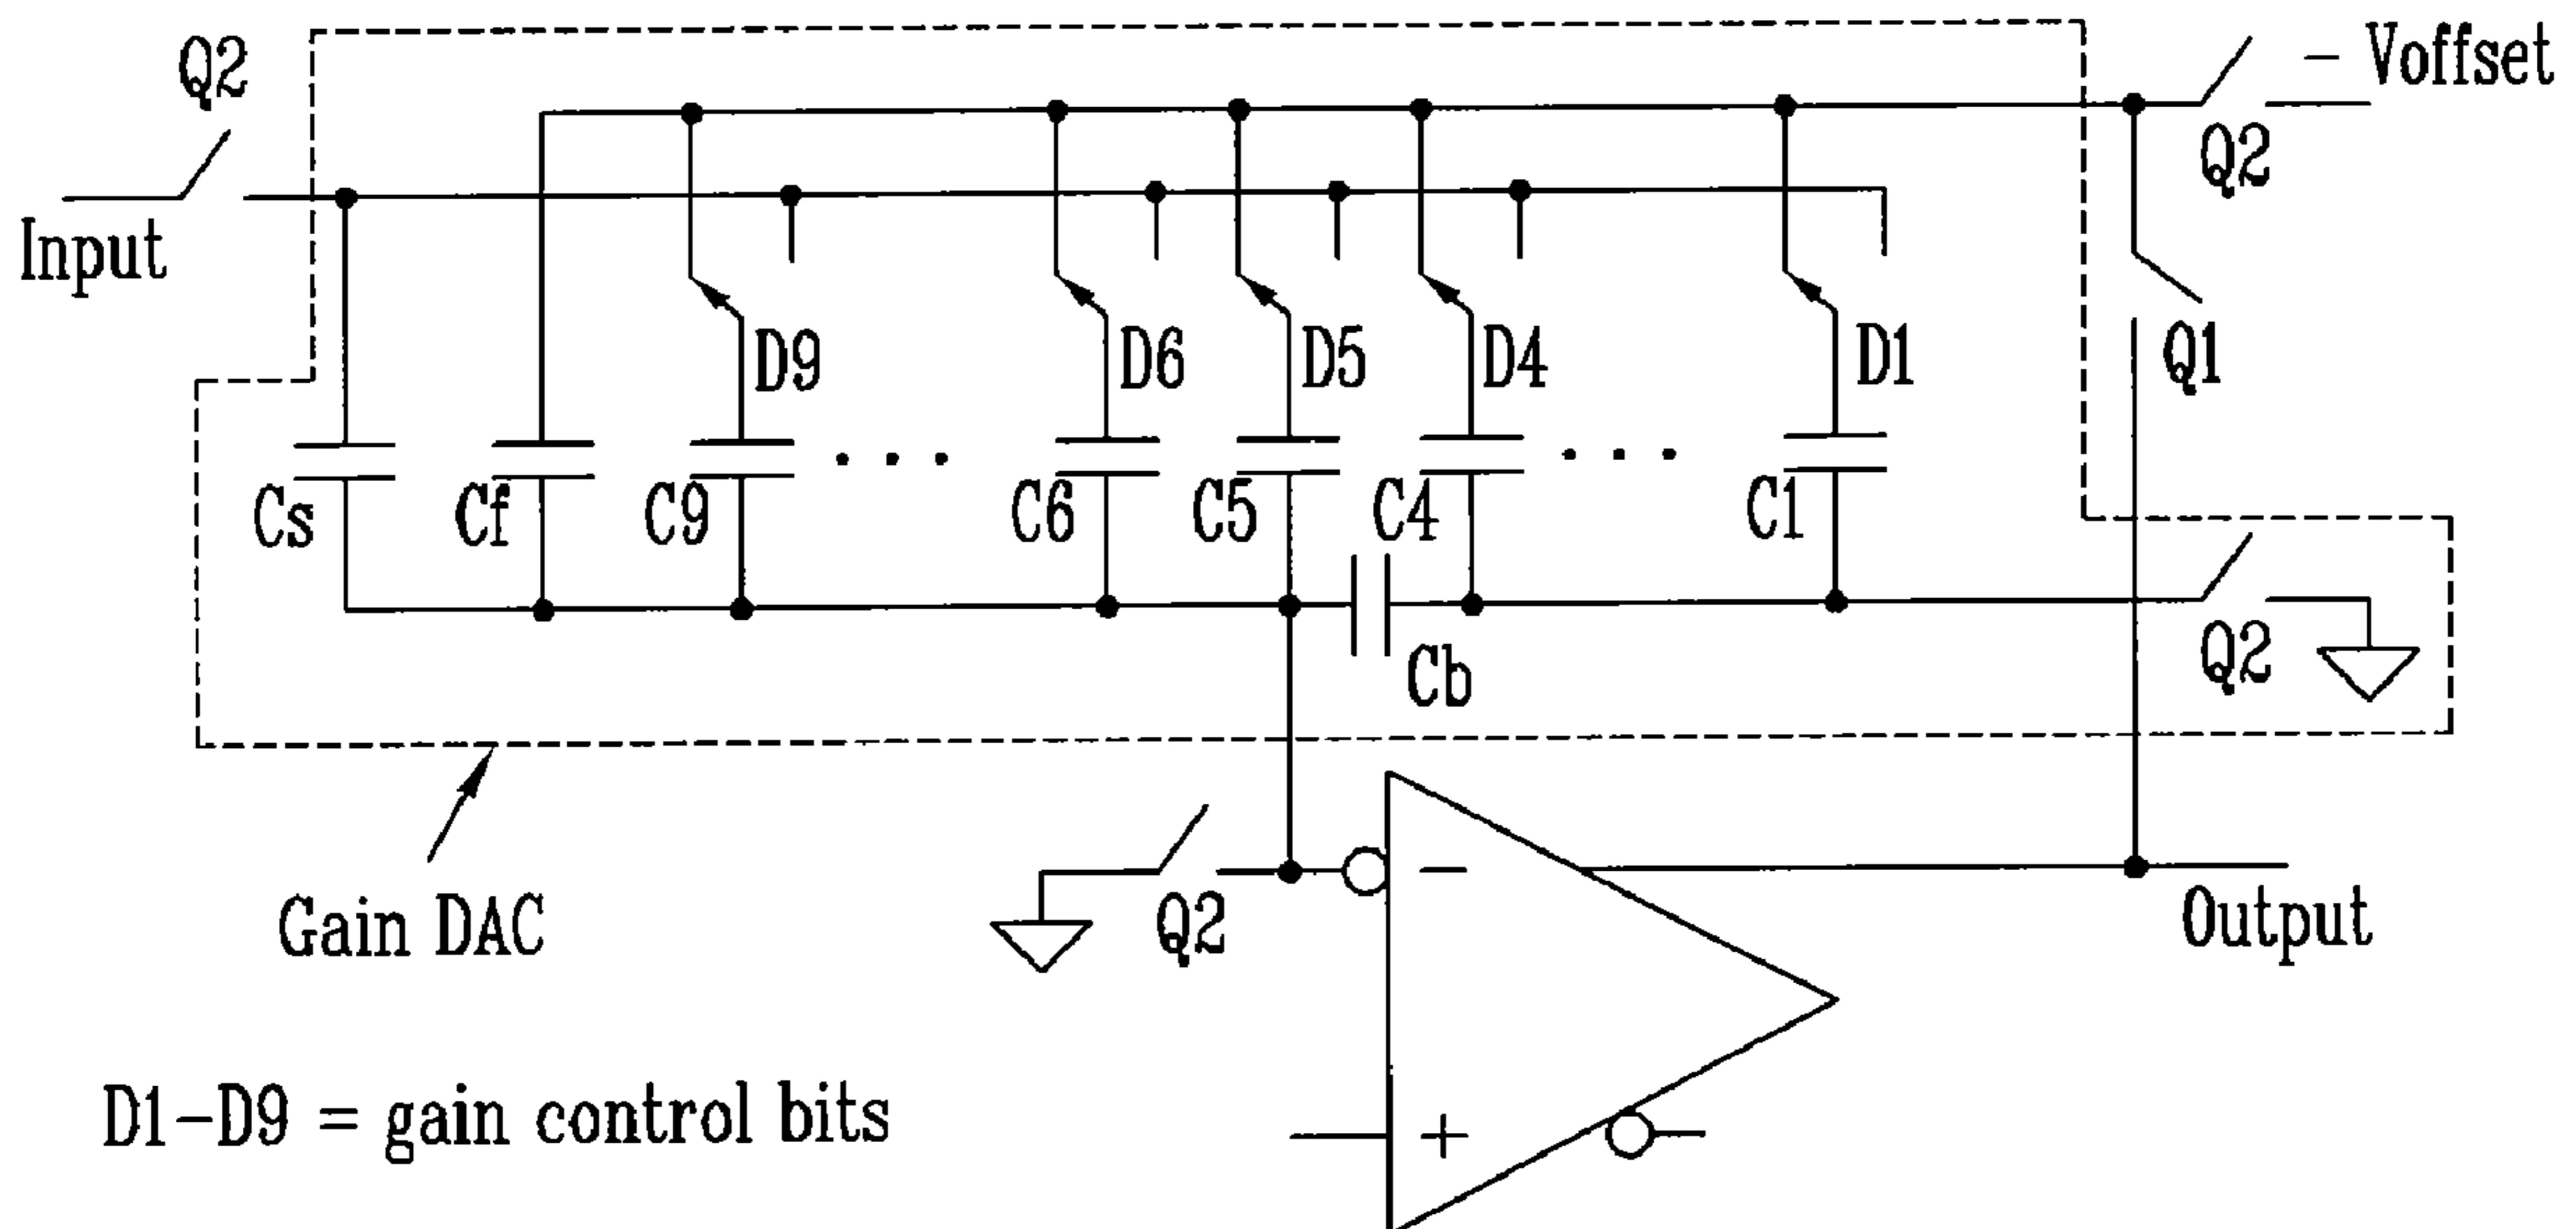 Q2
- Voffset
Q2
Input
D9
D6
D5
D4
D1
Q1
Cs
Cf
C9
C6
C5
C4
C1
Cb
Q2
Gain DAC
Q2
−
Output
D1-D9 = gain control bits
+